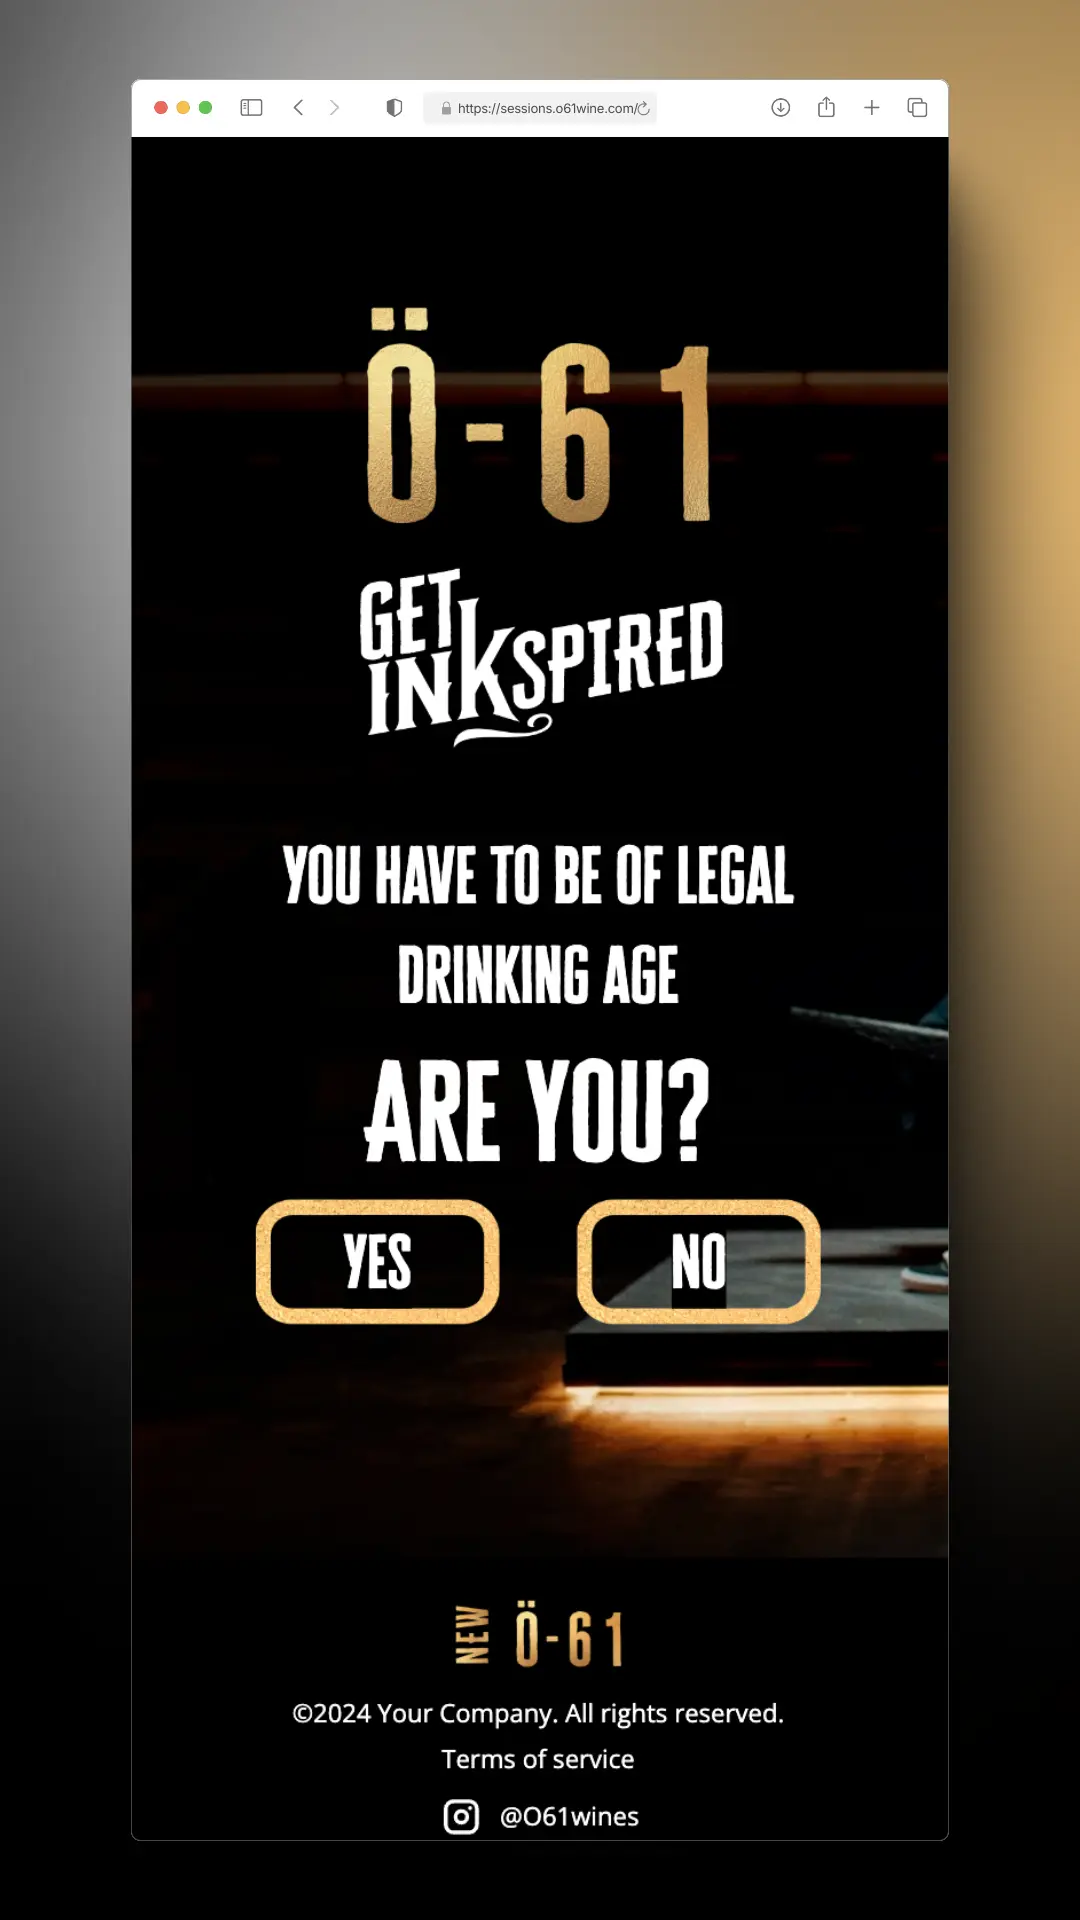 https://sessions.o61wine.com/
Ö-61
GET
INKSPIRED
YOU HAVE TO BE OF LEGAL
DRINKING AGE
ARE YOU?
YES NO
NEW Ö-61
©2024 Your Company. All rights reserved.
Terms of service
@O61wines